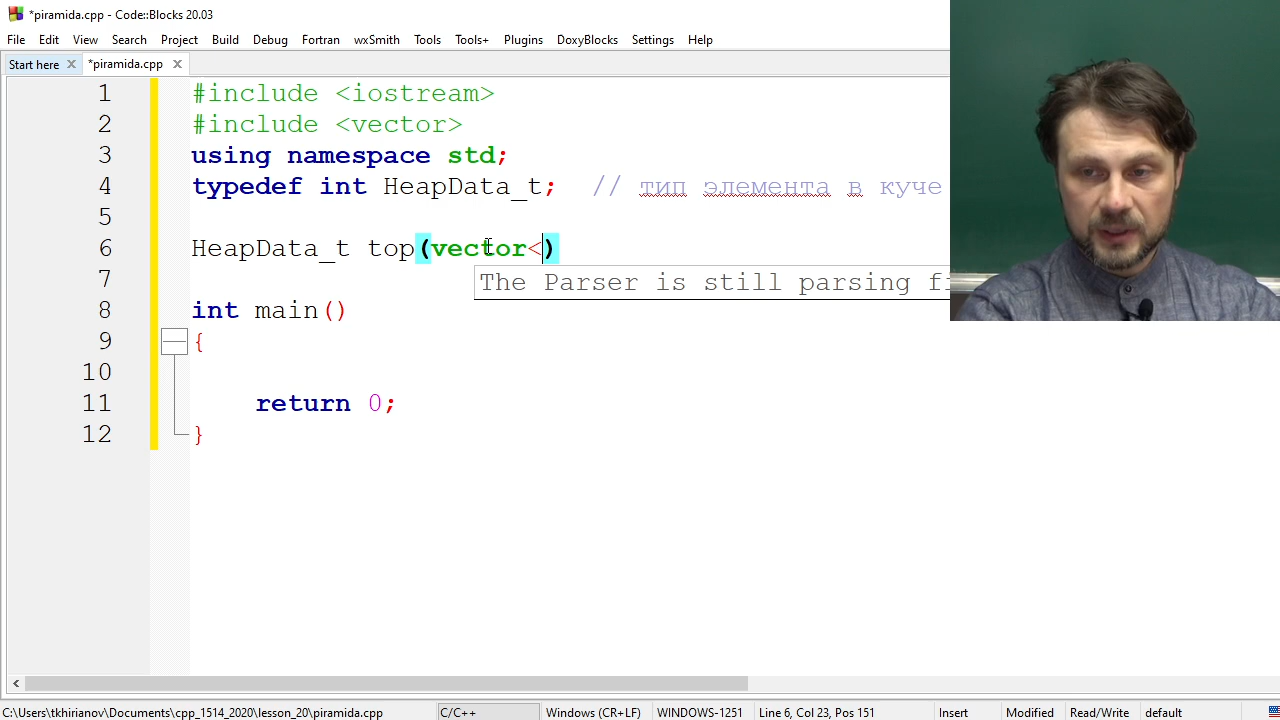 *piramida.cpp - Code::Blocks 20.03
File Edit View Search Project Build Debug Fortran wxSmith Tools Tools+ Plugins DoxyBlocks Settings Help
Start here *piramida.cpp
1 #include <iostream>
2 #include <vector>
3 using namespace std;
4 typedef int HeapData_t; // тип элемента в куче
5
6 HeapData_t top(vector<)
The Parser is still parsing
7
8 int main()
9 {
10
11 return 0;
12 }
C:\Users\tkhirianov\Documents\cpp_1514_2020\lesson_20\piramida.cpp C/C++ Windows (CR+LF) WINDOWS-1251 Line 6, Col 23, Pos 151 Insert Modified Read/Write default